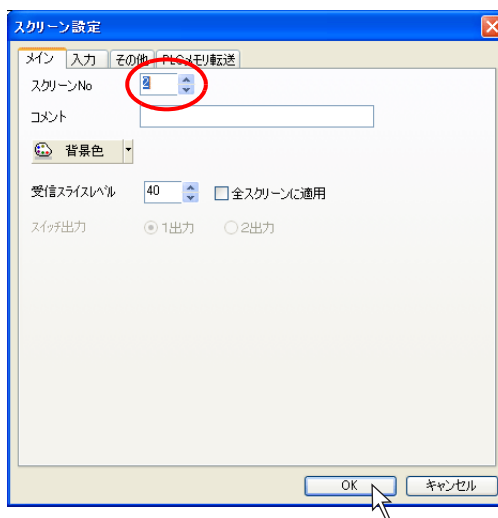 スクリーン設定
メイン 入力 その他 PLCメモリ転送
スクリーンNo 2
コメント
背景色
受信スライスレベル 40 全スクリーンに適用
スイッチ出力 1出力 2出力
OK キャンセル